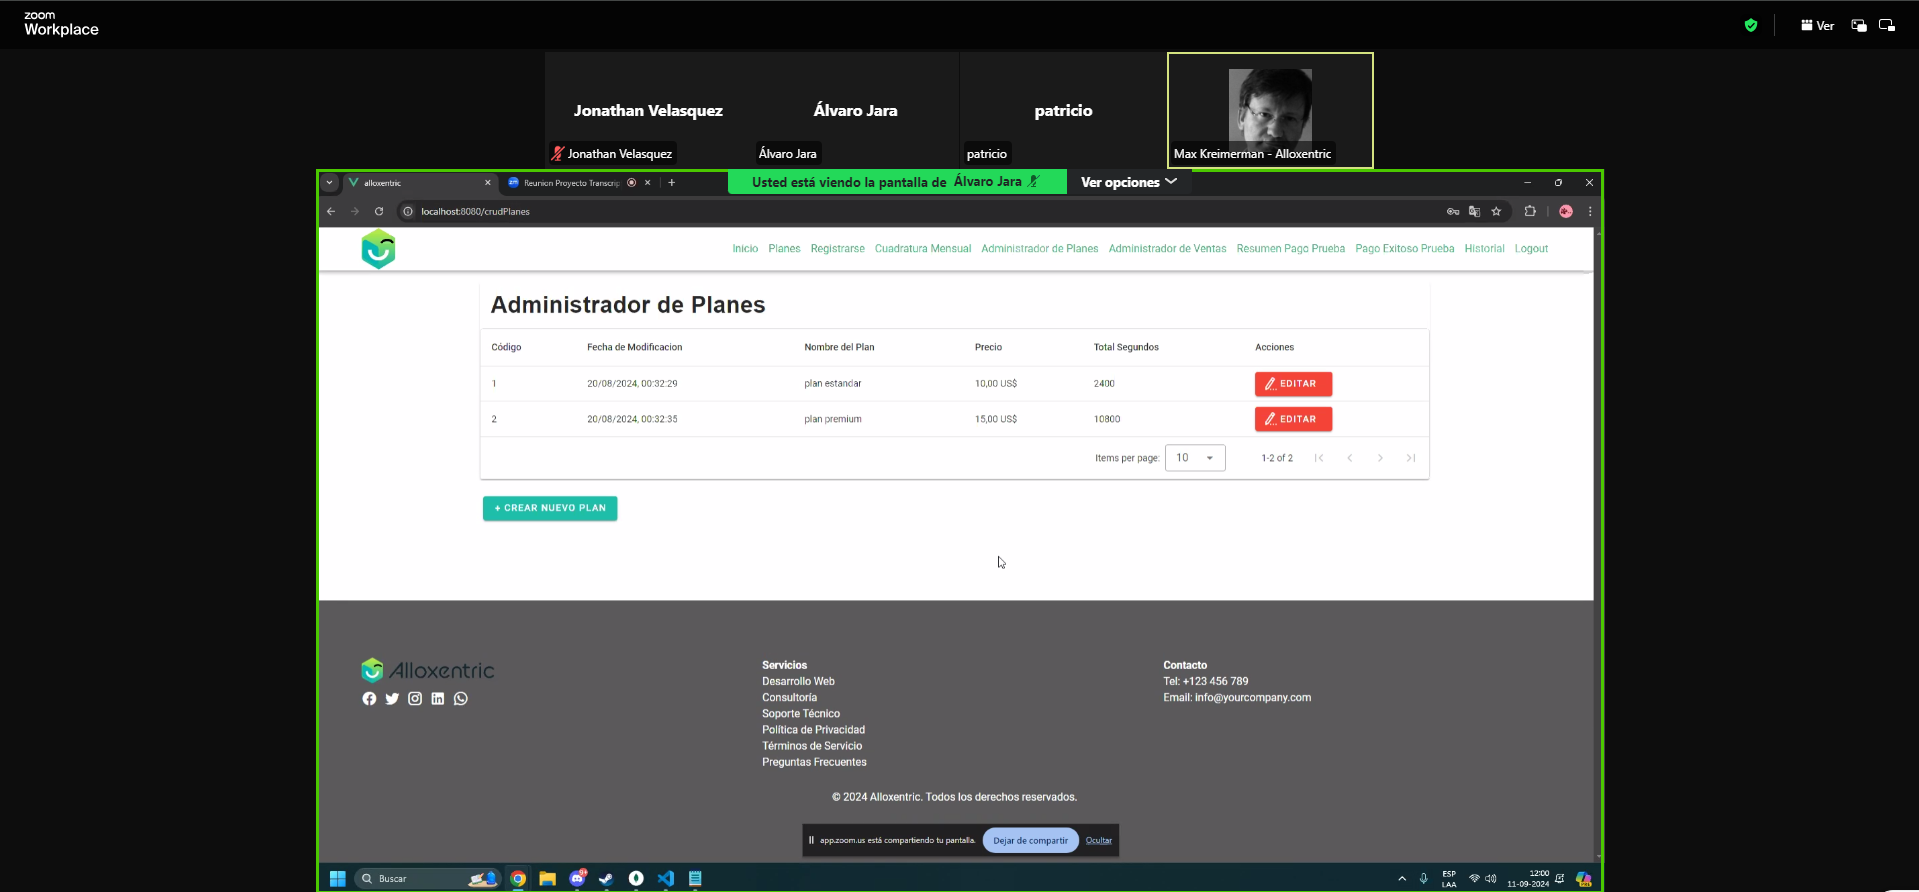 zoom
Workplace
Ver
Jonathan Velasquez
Álvaro Jara
patricio
Jonathan Velasquez
Álvaro Jara
patricio
Max Kreimerman - Alloxentric
alloxentric
Reunion Proyecto Transcrip
Usted está viendo la pantalla de Álvaro Jara
Ver opciones
localhost:8080/crudPlanes
Inicio Planes Registrarse Cuadratura Mensual Administrador de Planes Administrador de Ventas Resumen Pago Prueba Pago Exitoso Prueba Historial Logout
Administrador de Planes
Código Fecha de Modificacion Nombre del Plan Precio Total Segundos Acciones
1 20/08/2024, 00:32:29 plan estandar 10,00 US$ 2400 EDITAR
2 20/08/2024, 00:32:35 plan premium 15,00 US$ 10800 EDITAR
Items per page: 10 1-2 of 2
+ CREAR NUEVO PLAN
Alloxentric
Servicios
Desarrollo Web
Consultoría
Soporte Técnico
Política de Privacidad
Términos de Servicio
Preguntas Frecuentes
Contacto
Tel: +123 456 789
Email: info@yourcompany.com
© 2024 Alloxentric. Todos los derechos reservados.
app.zoom.us está compartiendo tu pantalla. Dejar de compartir Ocultar
Buscar
ESP
LAA
12:00
11-09-2024